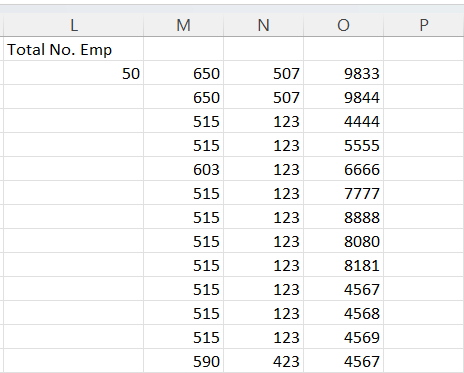 L M N O P
Total No. Emp
50 650 507 9833
650 507 9844
515 123 4444
515 123 5555
603 123 6666
515 123 7777
515 123 8888
515 123 8080
515 123 8181
515 123 4567
515 123 4568
515 123 4569
590 423 4567